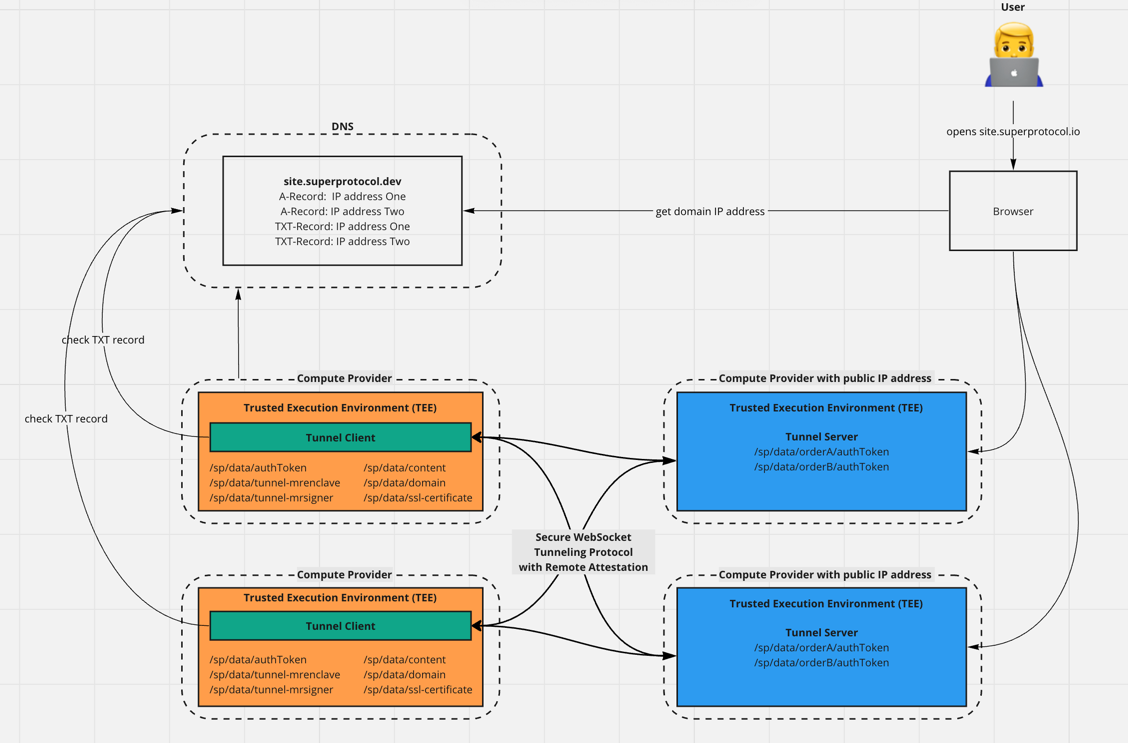 User
opens site.superprotocol.io
DNS
site.superprotocol.dev
A-Record: IP address One
A-Record: IP address Two
TXT-Record: IP address One
TXT-Record: IP address Two
get domain IP address
Browser
check TXT record
check TXT record
Compute Provider
Trusted Execution Environment (TEE)
Tunnel Client
/sp/data/authToken
/sp/data/tunnel-mrenclave
/sp/data/tunnel-mrsigner
/sp/data/content
/sp/data/domain
/sp/data/ssl-certificate
Compute Provider with public IP address
Trusted Execution Environment (TEE)
Tunnel Server
/sp/data/orderA/authToken
/sp/data/orderB/authToken
Secure WebSocket
Tunneling Protocol
with Remote Attestation
Compute Provider
Trusted Execution Environment (TEE)
Tunnel Client
/sp/data/authToken
/sp/data/tunnel-mrenclave
/sp/data/tunnel-mrsigner
/sp/data/content
/sp/data/domain
/sp/data/ssl-certificate
Compute Provider with public IP address
Trusted Execution Environment (TEE)
Tunnel Server
/sp/data/orderA/authToken
/sp/data/orderB/authToken